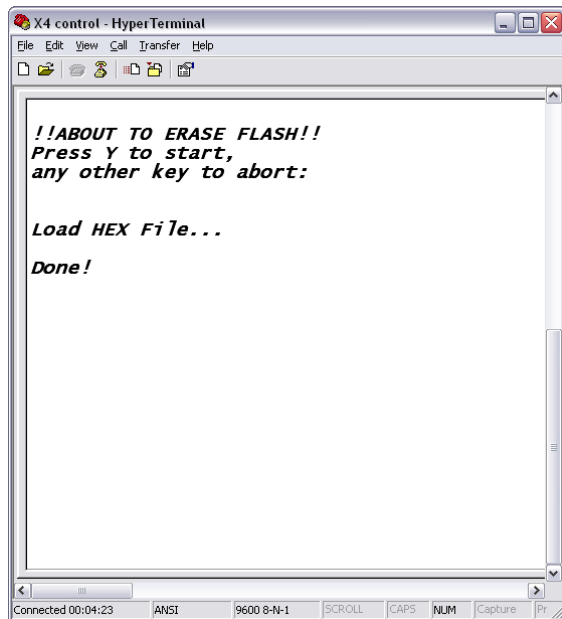 X4 control - HyperTerminal
File Edit View Call Transfer Help
!!ABOUT TO ERASE FLASH!!
Press Y to start,
any other key to abort:
Load HEX File...
Done!
Connected 00:04:23 ANSI 9600 8-N-1 SCROLL CAPS NUM Capture Pr